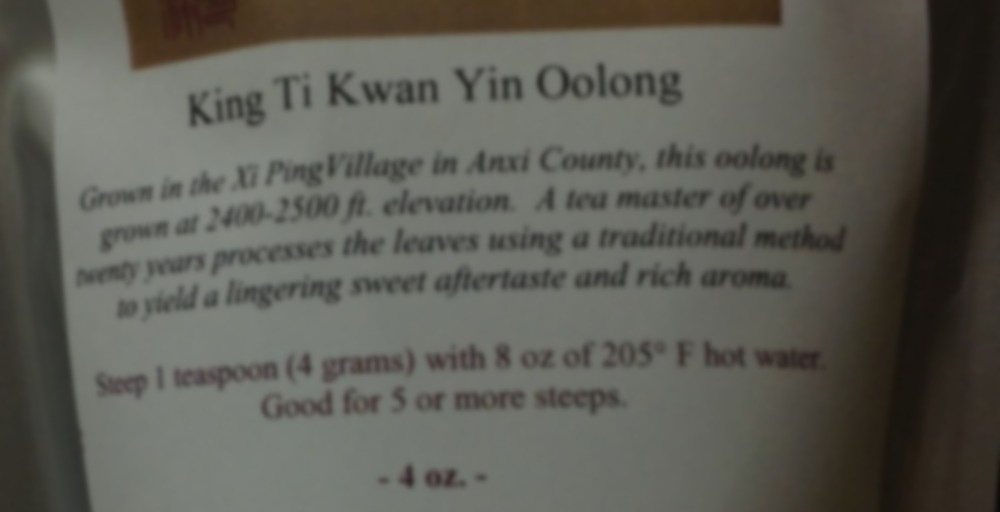 King Ti Kwan Yin Oolong
Grown in the Xi PingVillage in Anxi County, this oolong is
grown at 2400-2500 ft. elevation. A tea master of over
twenty years processes the leaves using a traditional method
to yield a lingering sweet aftertaste and rich aroma.
Steep 1 teaspoon (4 grams) with 8 oz of 205° F hot water.
Good for 5 or more steeps.
- 4 oz. -